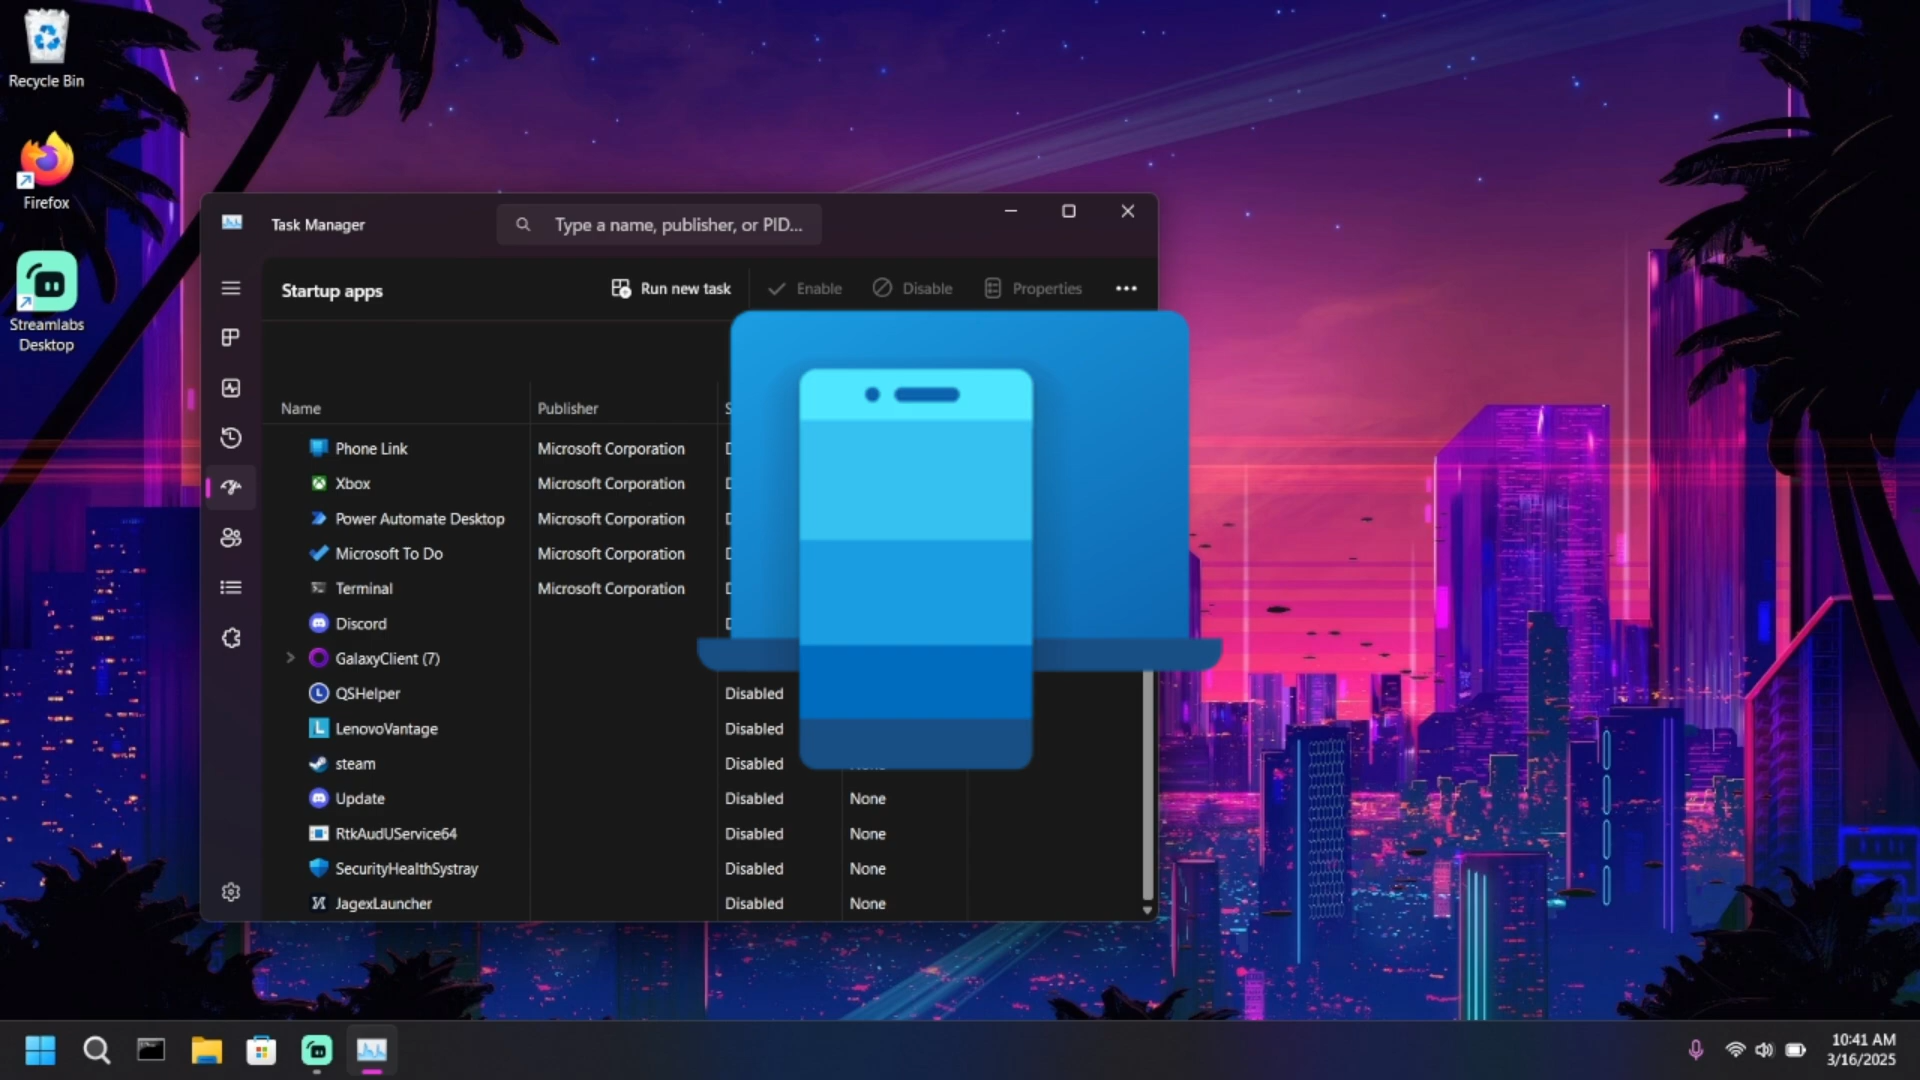 Recycle Bin
Firefox
Streamlabs
Desktop
Task Manager
Type a name, publisher, or PID...
Startup apps
Run new task
Enable
Disable
Properties
Name Publisher S
Phone Link Microsoft Corporation
Xbox Microsoft Corporation
Power Automate Desktop Microsoft Corporation
Microsoft To Do Microsoft Corporation
Terminal Microsoft Corporation
Discord
GalaxyClient (7)
QSHelper Disabled
LenovoVantage Disabled
steam Disabled
Update Disabled None
RtkAudUService64 Disabled None
SecurityHealthSystray Disabled None
JagexLauncher Disabled None
10:41 AM
3/16/2025